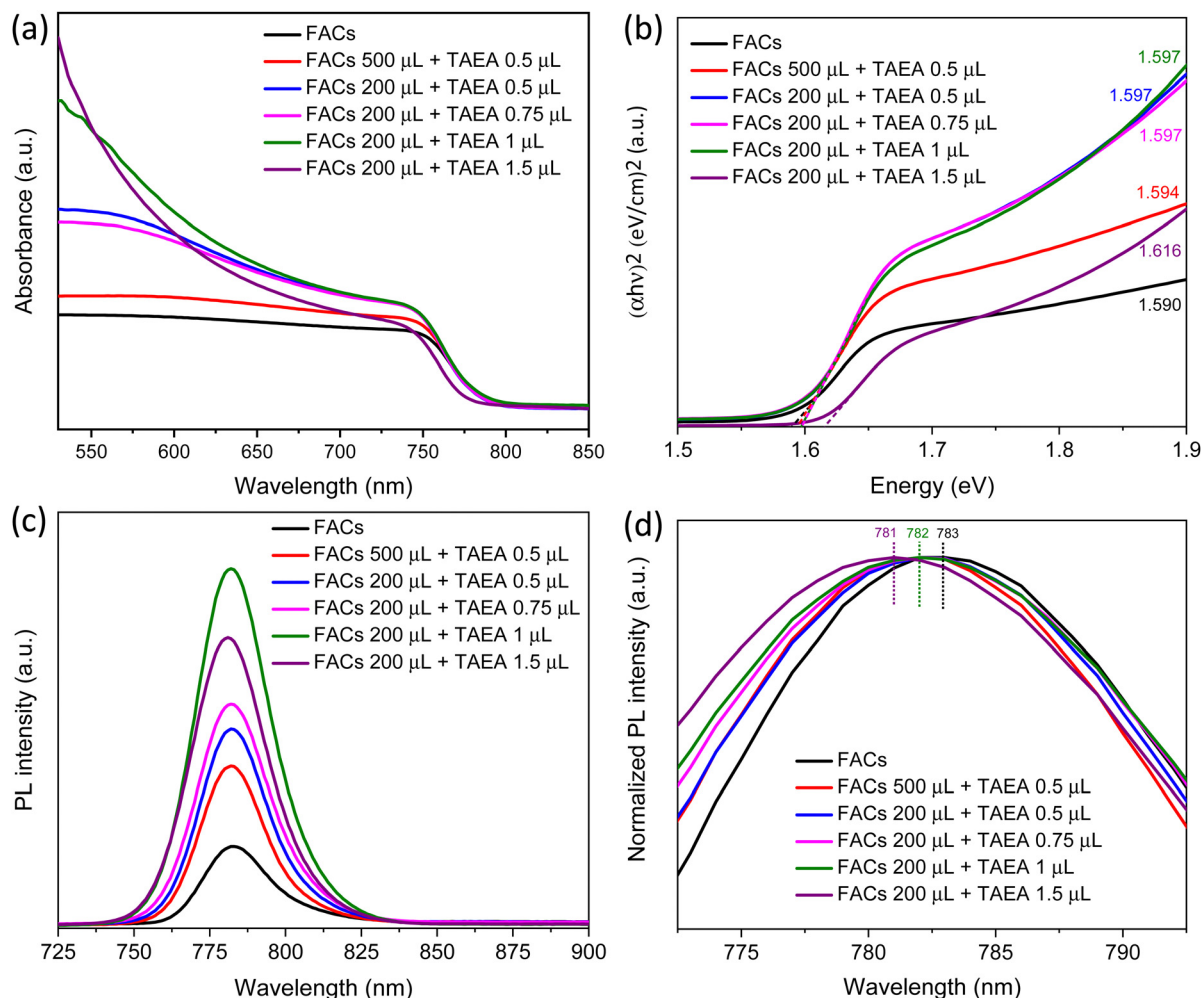 (a)
FACs
FACs 500 μL + TAEA 0.5 μL
FACs 200 μL + TAEA 0.5 μL
FACs 200 μL + TAEA 0.75 μL
FACs 200 μL + TAEA 1 μL
FACs 200 μL + TAEA 1.5 μL
Absorbance (a.u.)
550 600 650 700 750 800 850
Wavelength (nm)
(b)
FACs
FACs 500 μL + TAEA 0.5 μL
FACs 200 μL + TAEA 0.5 μL
FACs 200 μL + TAEA 0.75 μL
FACs 200 μL + TAEA 1 μL
FACs 200 μL + TAEA 1.5 μL
1.597
1.597
1.597
1.594
1.616
1.590
(αhν)2 (eV/cm)2 (a.u.)
1.5 1.6 1.7 1.8 1.9
Energy (eV)
(c)
FACs
FACs 500 μL + TAEA 0.5 μL
FACs 200 μL + TAEA 0.5 μL
FACs 200 μL + TAEA 0.75 μL
FACs 200 μL + TAEA 1 μL
FACs 200 μL + TAEA 1.5 μL
PL intensity (a.u.)
725 750 775 800 825 850 875 900
Wavelength (nm)
(d)
781 782 783
FACs
FACs 500 μL + TAEA 0.5 μL
FACs 200 μL + TAEA 0.5 μL
FACs 200 μL + TAEA 0.75 μL
FACs 200 μL + TAEA 1 μL
FACs 200 μL + TAEA 1.5 μL
Normalized PL intensity (a.u.)
775 780 785 790
Wavelength (nm)